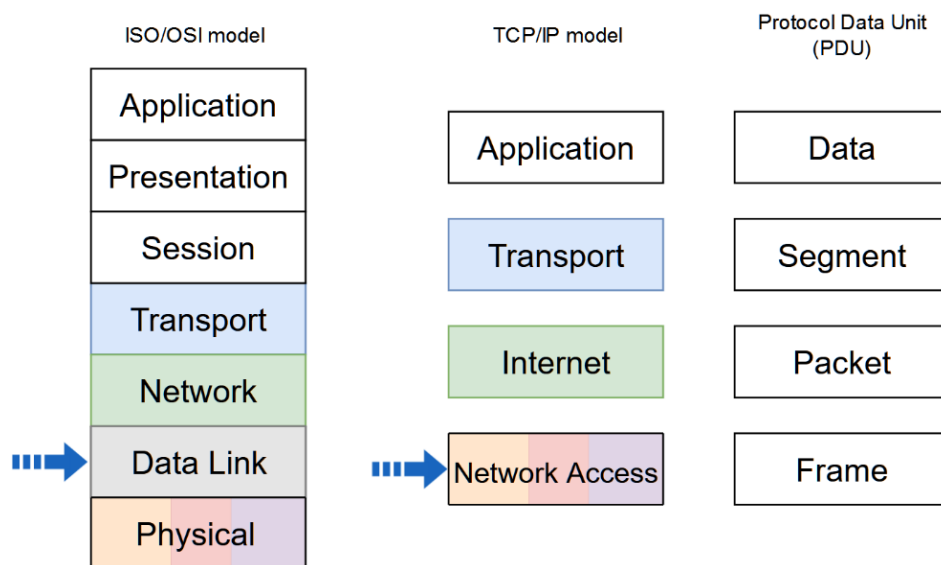 ISO/OSI model
TCP/IP model
Protocol Data Unit
(PDU)
Application
Presentation
Session
Transport
Network
Data Link
Physical
Application
Transport
Internet
Network Access
Data
Segment
Packet
Frame